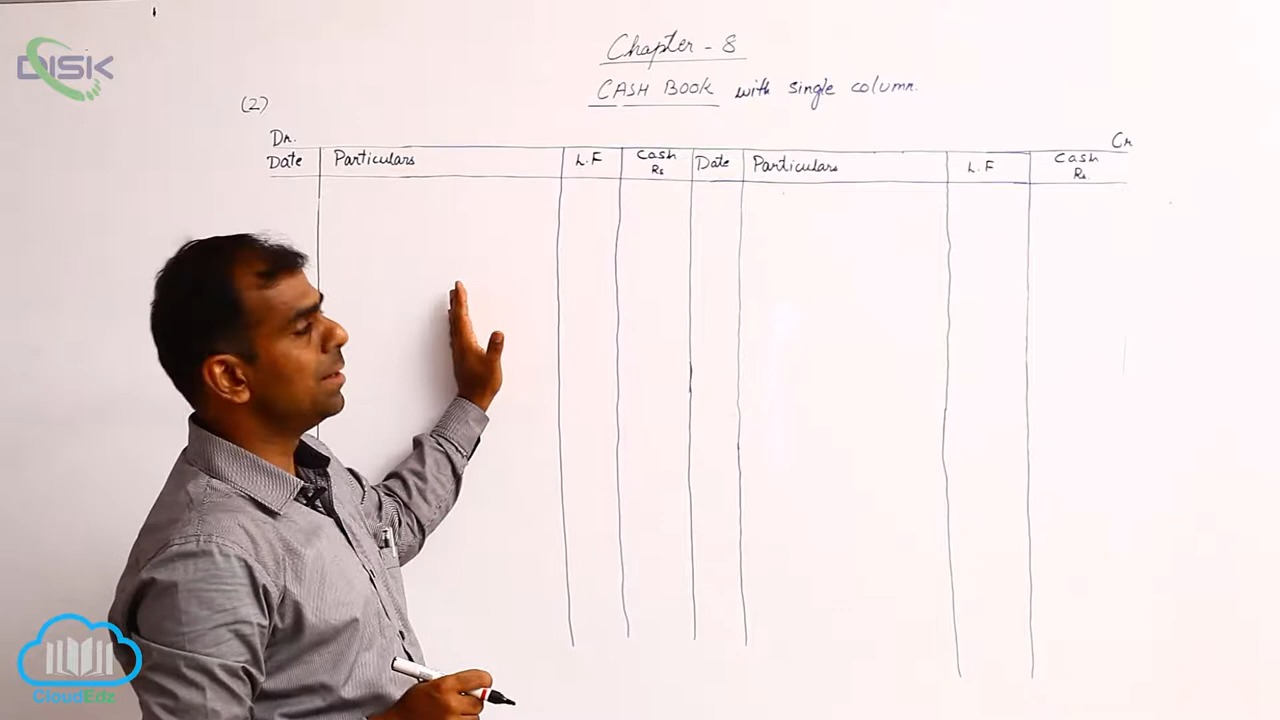 DISK
Chapter - 8
CASH BOOK with single column.
(2)
Dr. Cr
Date Particulars L.F Cash Rs Date Particulars L.F Cash Rs.
CloudEdz